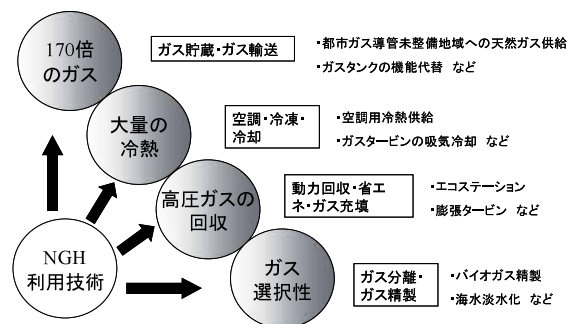 170倍
のガス
ガス貯蔵・ガス輸送
・都市ガス導管未整備地域への天然ガス供給
・ガスタンクの機能代替 など
大量の
冷熱
空調・冷凍・
冷却
・空調用冷熱供給
・ガスタービンの吸気冷却 など
高圧ガスの
回収
動力回収・省エ
ネ・ガス充填
・エコステーション
・膨張タービン など
NGH
利用技術
ガス
選択性
ガス分離・
ガス精製
・バイオガス精製
・海水淡水化 など